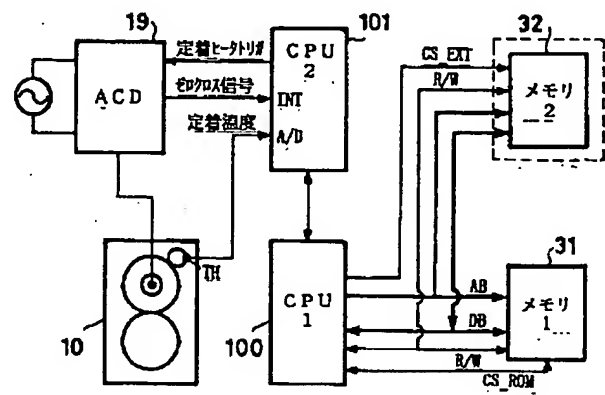 19
ACD
定着ヒータトリガ
ゼロクロス信号
定着温度
CPU
2
INT
A/D
101
CS_EXT
R/W
32
メモリ
2
TH
10
CPU
1
100
AB
DB
R/W
CS_ROM
31
メモリ
1